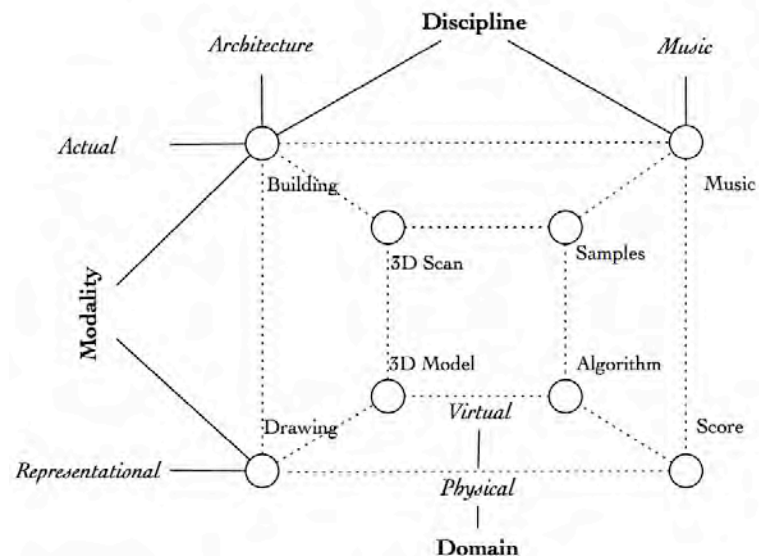 Discipline
Architecture
Music
Actual
Building
Music
3D Scan
Samples
Modality
3D Model
Algorithm
Virtual
Drawing
Score
Representational
Physical
Domain